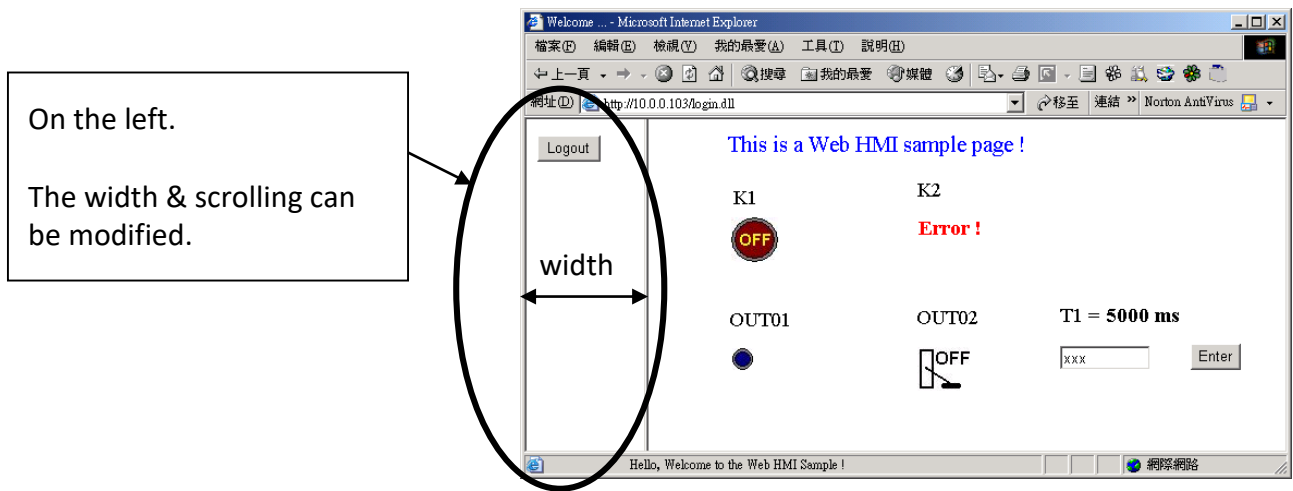 On the left.
The width & scrolling can
be modified.
Welcome ... - Microsoft Internet Explorer
檔案(F) 編輯(E) 檢視(V) 我的最愛(A) 工具(T) 說明(H)
上一頁 搜尋 我的最愛 媒體
網址(D) http://10.0.0.103/login.dll 移至 連結 » Norton AntiVirus
Logout
This is a Web HMI sample page !
K1 K2
OFF Error !
width
OUT01 OUT02 T1 = 5000 ms
OFF xxx Enter
Hello, Welcome to the Web HMI Sample ! 網際網路